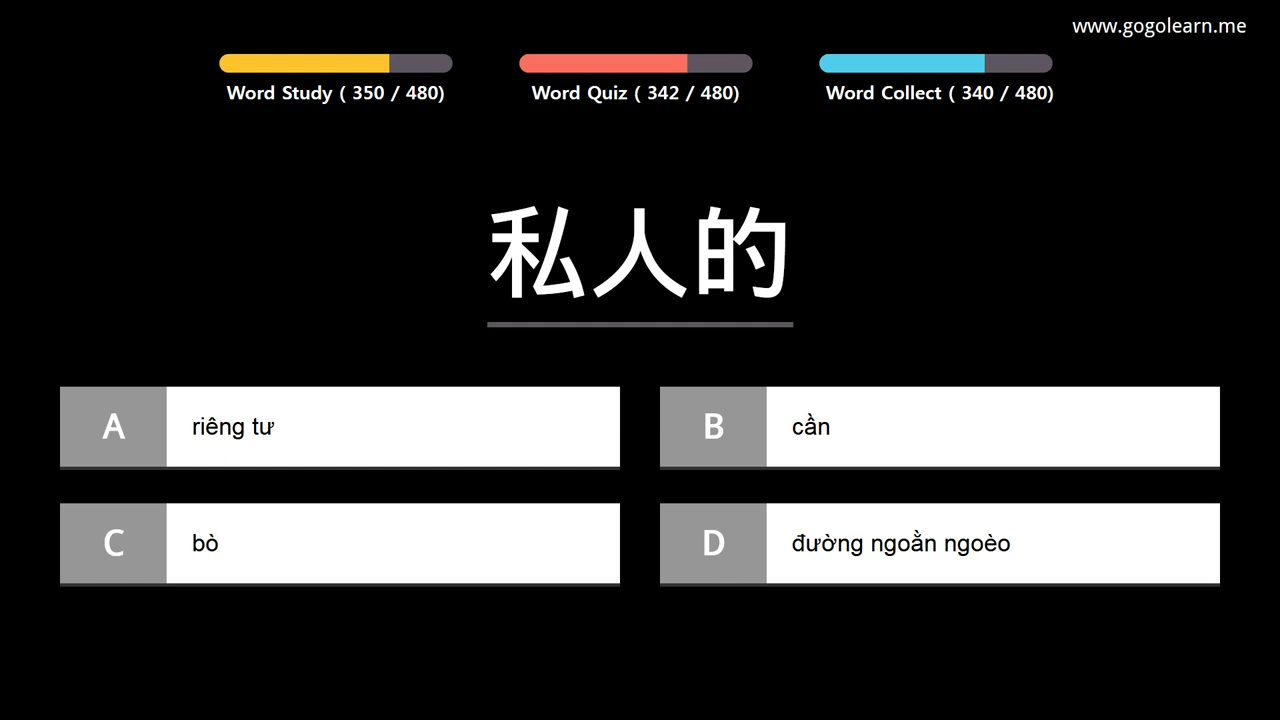 www.gogolearn.me
Word Study ( 350 / 480)
Word Quiz ( 342 / 480)
Word Collect ( 340 / 480)
私人的
A riêng tư
B cần
C bò
D đường ngoằn ngoèo